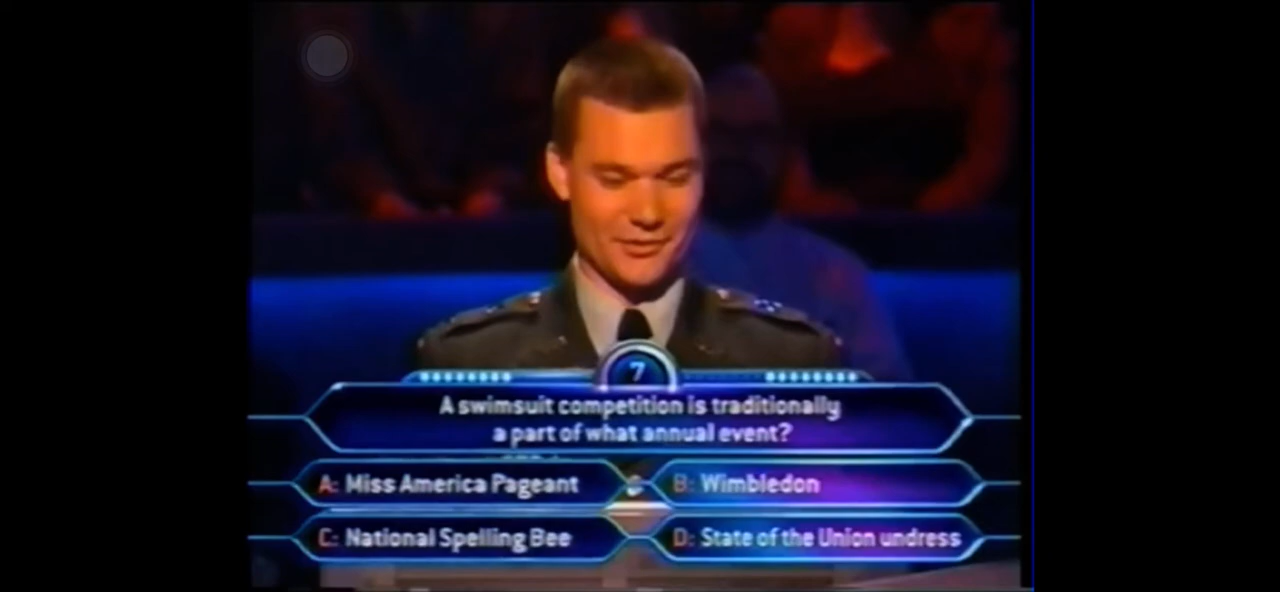 7
A swimsuit competition is traditionally
a part of what annual event?
A: Miss America Pageant
B: Wimbledon
C: National Spelling Bee
D: State of the Union undress